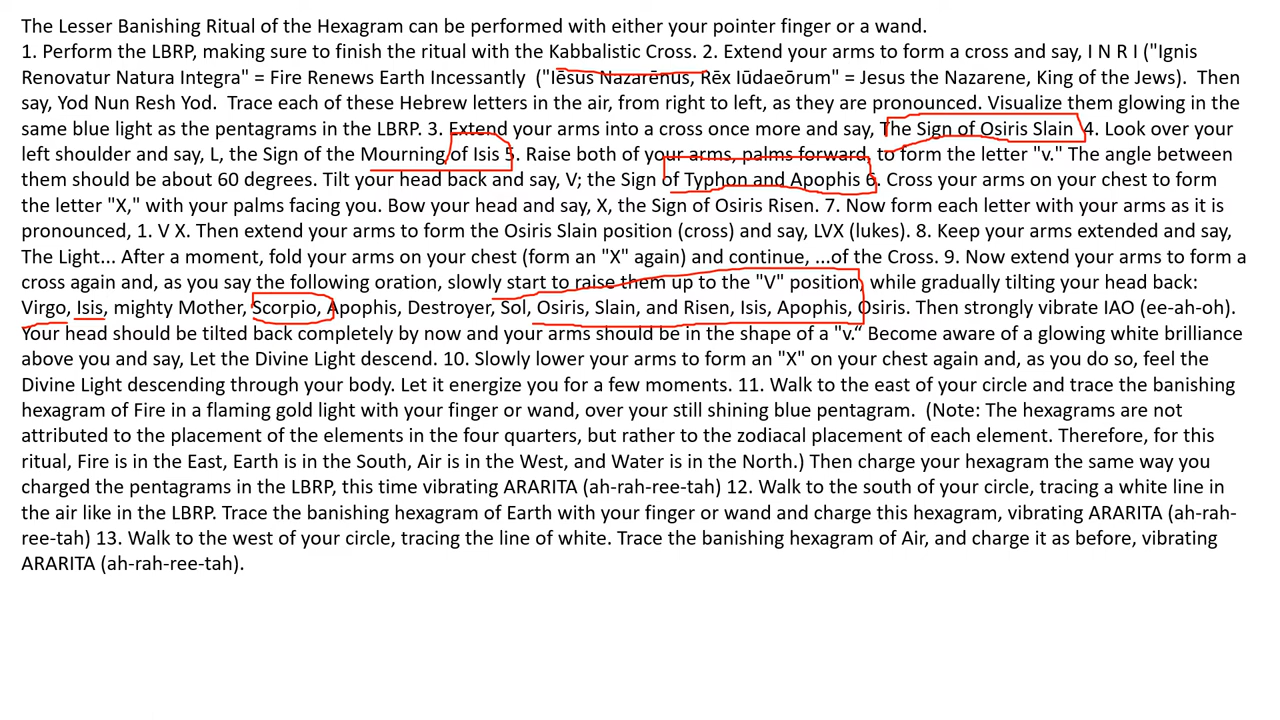 The Lesser Banishing Ritual of the Hexagram can be performed with either your pointer finger or a wand.
1. Perform the LBRP, making sure to finish the ritual with the Kabbalistic Cross. 2. Extend your arms to form a cross and say, I N R I ("Ignis
Renovatur Natura Integra" = Fire Renews Earth Incessantly  ("Iēsus Nazarēnus, Rēx Iūdaeōrum" = Jesus the Nazarene, King of the Jews).  Then
say, Yod Nun Resh Yod.  Trace each of these Hebrew letters in the air, from right to left, as they are pronounced. Visualize them glowing in the
same blue light as the pentagrams in the LBRP. 3. Extend your arms into a cross once more and say, The Sign of Osiris Slain  4. Look over your
left shoulder and say, L, the Sign of the Mourning of Isis 5. Raise both of your arms, palms forward, to form the letter "v." The angle between
them should be about 60 degrees. Tilt your head back and say, V; the Sign of Typhon and Apophis 6. Cross your arms on your chest to form
the letter "X," with your palms facing you. Bow your head and say, X, the Sign of Osiris Risen. 7. Now form each letter with your arms as it is
pronounced, 1. V X. Then extend your arms to form the Osiris Slain position (cross) and say, LVX (lukes). 8. Keep your arms extended and say,
The Light... After a moment, fold your arms on your chest (form an "X" again) and continue, ...of the Cross. 9. Now extend your arms to form a
cross again and, as you say the following oration, slowly start to raise them up to the "V" position, while gradually tilting your head back:
Virgo, Isis, mighty Mother, Scorpio, Apophis, Destroyer, Sol, Osiris, Slain, and Risen, Isis, Apophis, Osiris. Then strongly vibrate IAO (ee-ah-oh).
Your head should be tilted back completely by now and your arms should be in the shape of a "v.“ Become aware of a glowing white brilliance
above you and say, Let the Divine Light descend. 10. Slowly lower your arms to form an "X" on your chest again and, as you do so, feel the
Divine Light descending through your body. Let it energize you for a few moments. 11. Walk to the east of your circle and trace the banishing
hexagram of Fire in a flaming gold light with your finger or wand, over your still shining blue pentagram.  (Note: The hexagrams are not
attributed to the placement of the elements in the four quarters, but rather to the zodiacal placement of each element. Therefore, for this
ritual, Fire is in the East, Earth is in the South, Air is in the West, and Water is in the North.) Then charge your hexagram the same way you
charged the pentagrams in the LBRP, this time vibrating ARARITA (ah-rah-ree-tah) 12. Walk to the south of your circle, tracing a white line in
the air like in the LBRP. Trace the banishing hexagram of Earth with your finger or wand and charge this hexagram, vibrating ARARITA (ah-rah-
ree-tah) 13. Walk to the west of your circle, tracing the line of white. Trace the banishing hexagram of Air, and charge it as before, vibrating
ARARITA (ah-rah-ree-tah).